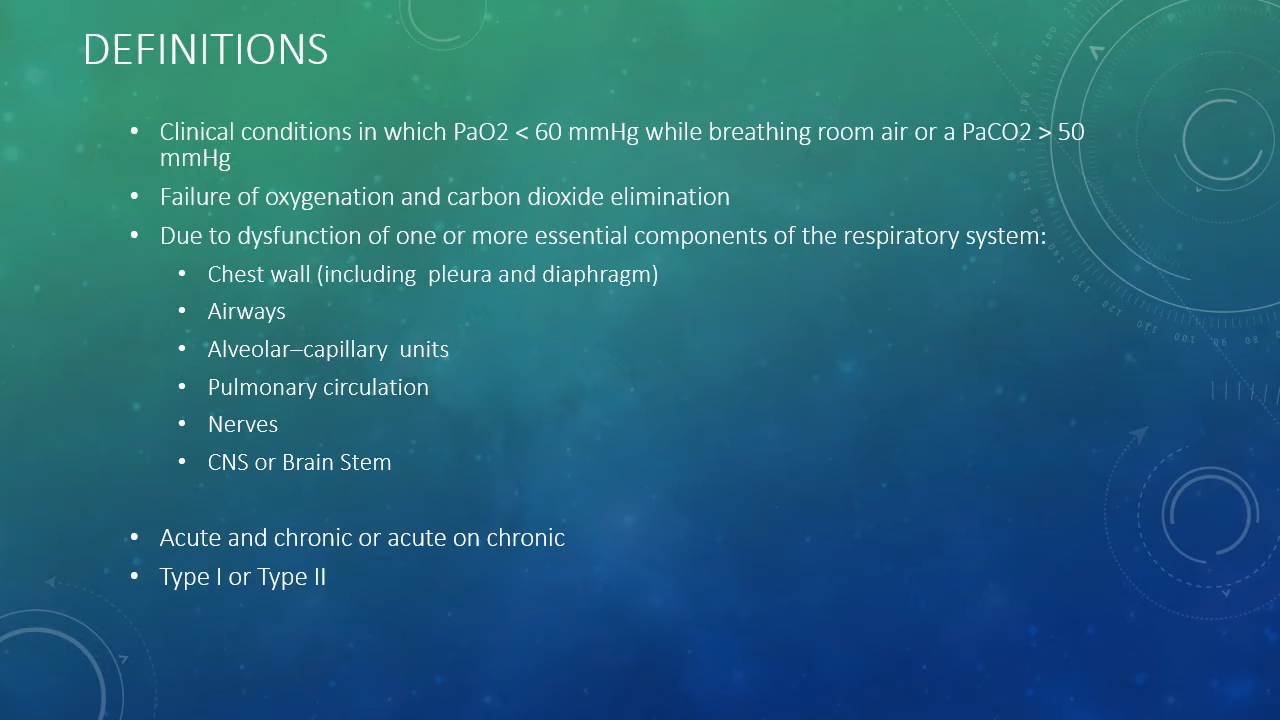 DEFINITIONS
• Clinical conditions in which PaO2 < 60 mmHg while breathing room air or a PaCO2 > 50
mmHg
• Failure of oxygenation and carbon dioxide elimination
• Due to dysfunction of one or more essential components of the respiratory system:
• Chest wall (including  pleura and diaphragm)
• Airways
• Alveolar–capillary  units
• Pulmonary circulation
• Nerves
• CNS or Brain Stem
• Acute and chronic or acute on chronic
• Type I or Type II